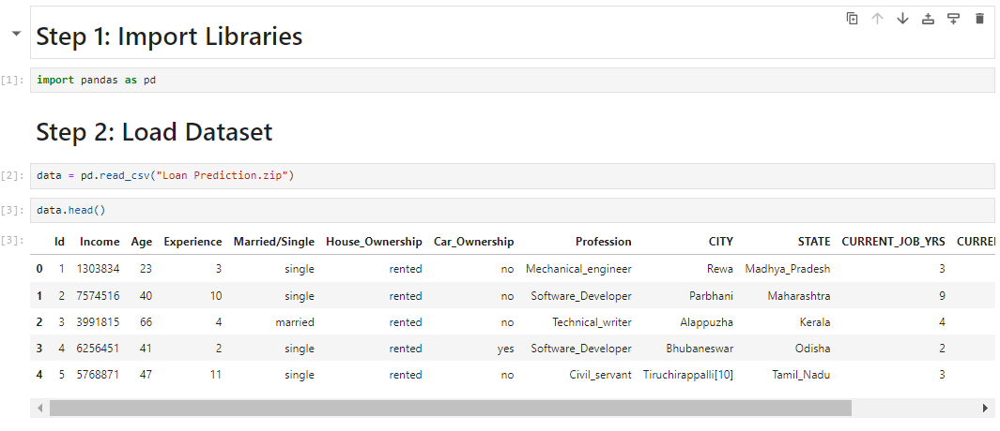 Step 1: Import Libraries
[1]: import pandas as pd
Step 2: Load Dataset
[2]: data = pd.read_csv("Loan Prediction.zip")
[3]: data.head()
[3]: Id Income Age Experience Married/Single House_Ownership Car_Ownership Profession CITY STATE CURRENT_JOB_YRS
0 1 1303834 23 3 single rented no Mechanical_engineer Rewa Madhya_Pradesh 3
1 2 7574516 40 10 single rented no Software_Developer Parbhani Maharashtra 9
2 3 3991815 66 4 married rented no Technical_writer Alappuzha Kerala 4
3 4 6256451 41 2 single rented yes Software_Developer Bhubaneswar Odisha 2
4 5 5768871 47 11 single rented no Civil_servant Tiruchirappalli[10] Tamil_Nadu 3